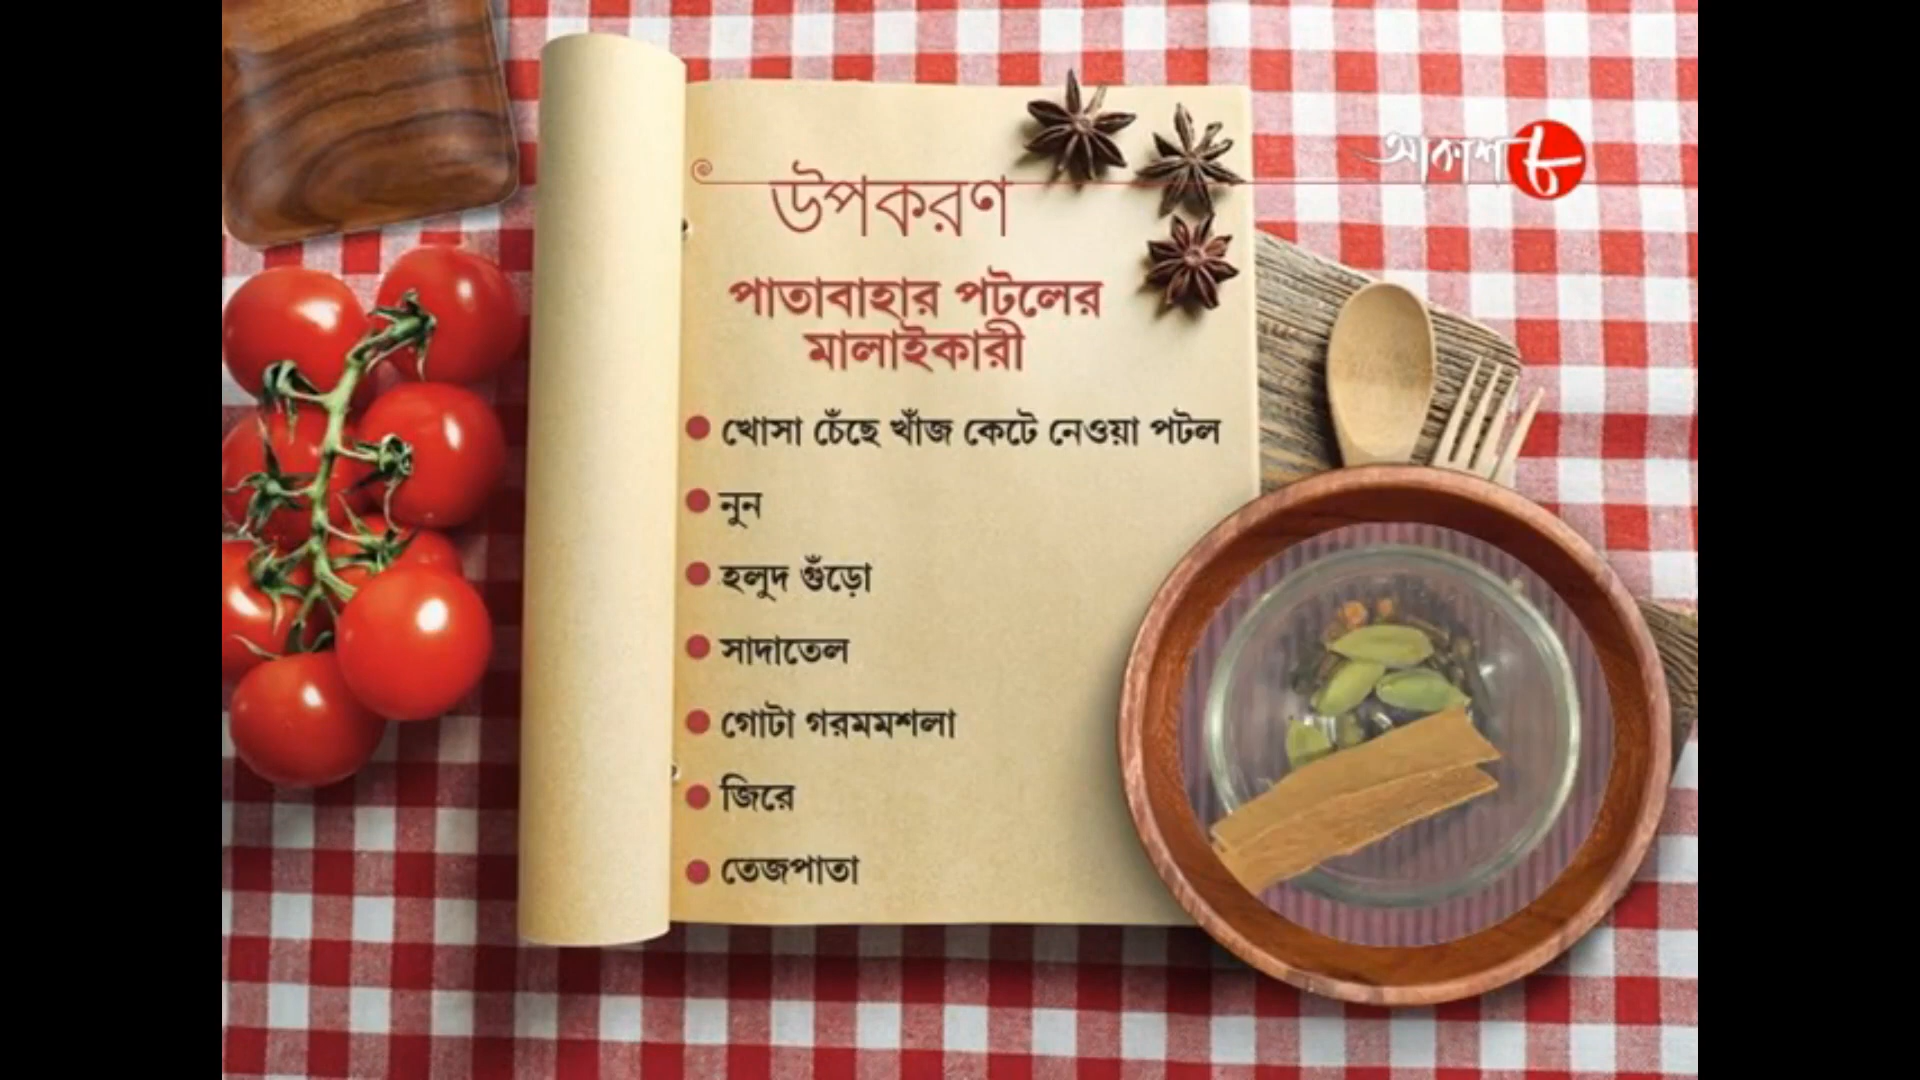 আকাশ ৮
উপকরণ
পাতাবাহার পটলের
মালাইকারী
খোসা চেঁছে খাঁজ কেটে নেওয়া পটল
নুন
হলুদ গুঁড়ো
সাদাতেল
গোটা গরমমশলা
জিরে
তেজপাতা